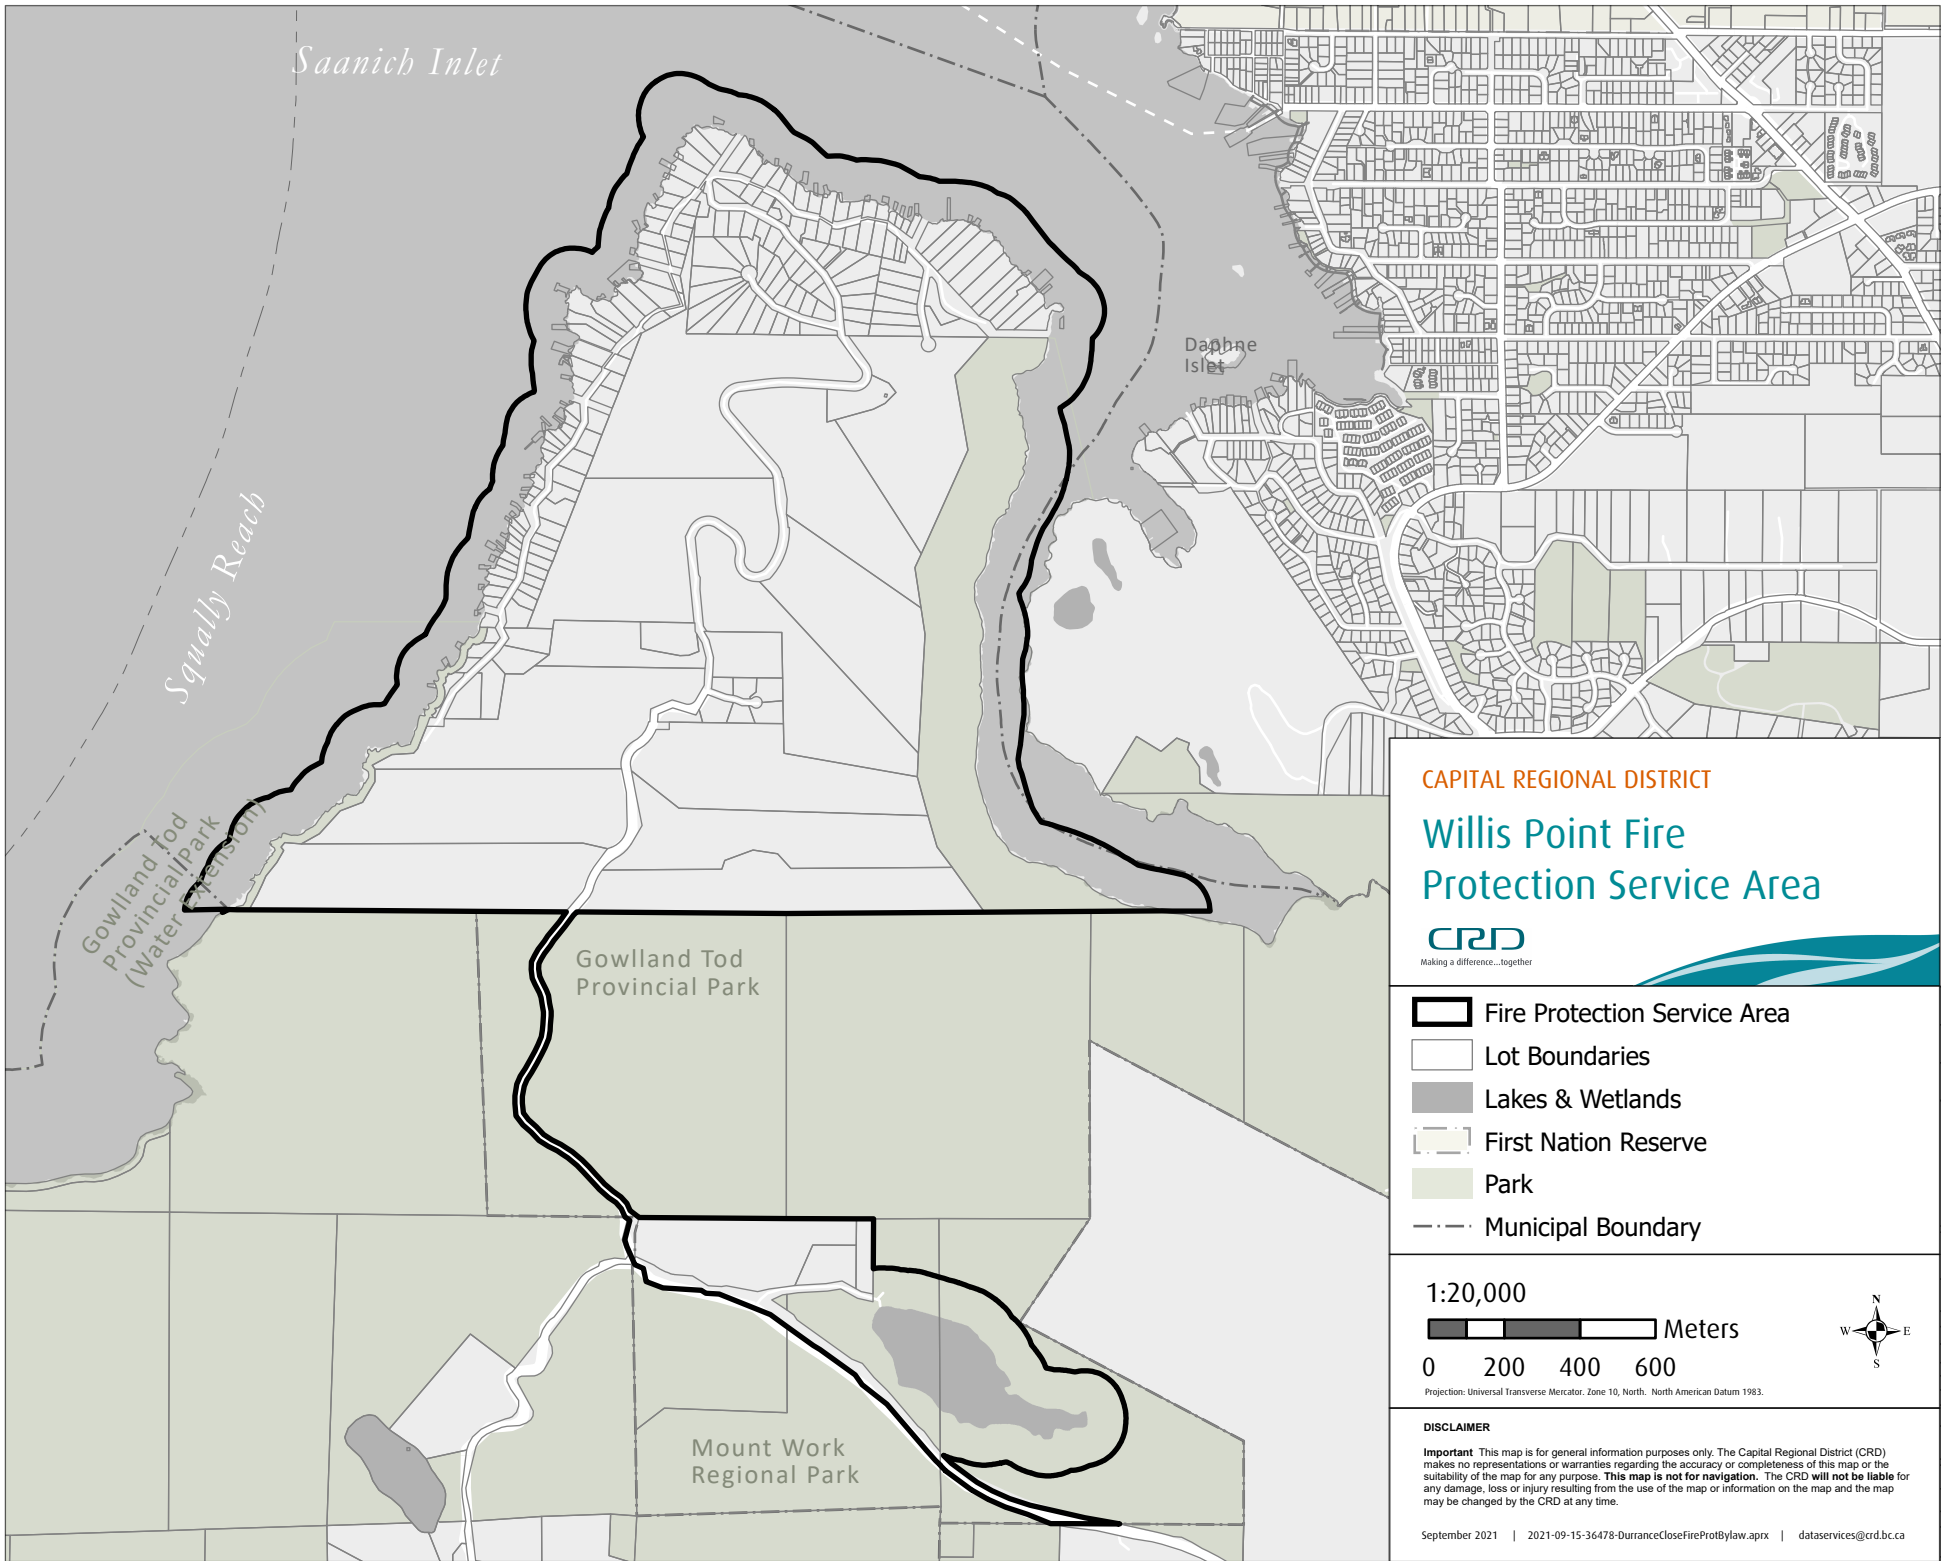 Saanich Inlet
Squally Reach
Daphne
Islet
Gowlland Tod
Provincial Park
(Water Extension)
Gowlland Tod
Provincial Park
Mount Work
Regional Park
CAPITAL REGIONAL DISTRICT
Willis Point Fire
Protection Service Area
CRD
Making a difference...together
Fire Protection Service Area
Lot Boundaries
Lakes & Wetlands
First Nation Reserve
Park
Municipal Boundary
1:20,000
Meters
0 200 400 600
N
W E
S
Projection: Universal Transverse Mercator. Zone 10, North. North American Datum 1983.
DISCLAIMER
Important This map is for general information purposes only. The Capital Regional District (CRD)
makes no representations or warranties regarding the accuracy or completeness of this map or the
suitability of the map for any purpose. This map is not for navigation. The CRD will not be liable for
any damage, loss or injury resulting from the use of the map or information on the map and the map
may be changed by the CRD at any time.
September 2021 | 2021-09-15-36478-DurranceCloseFireProtBylaw.aprx | dataservices@crd.bc.ca